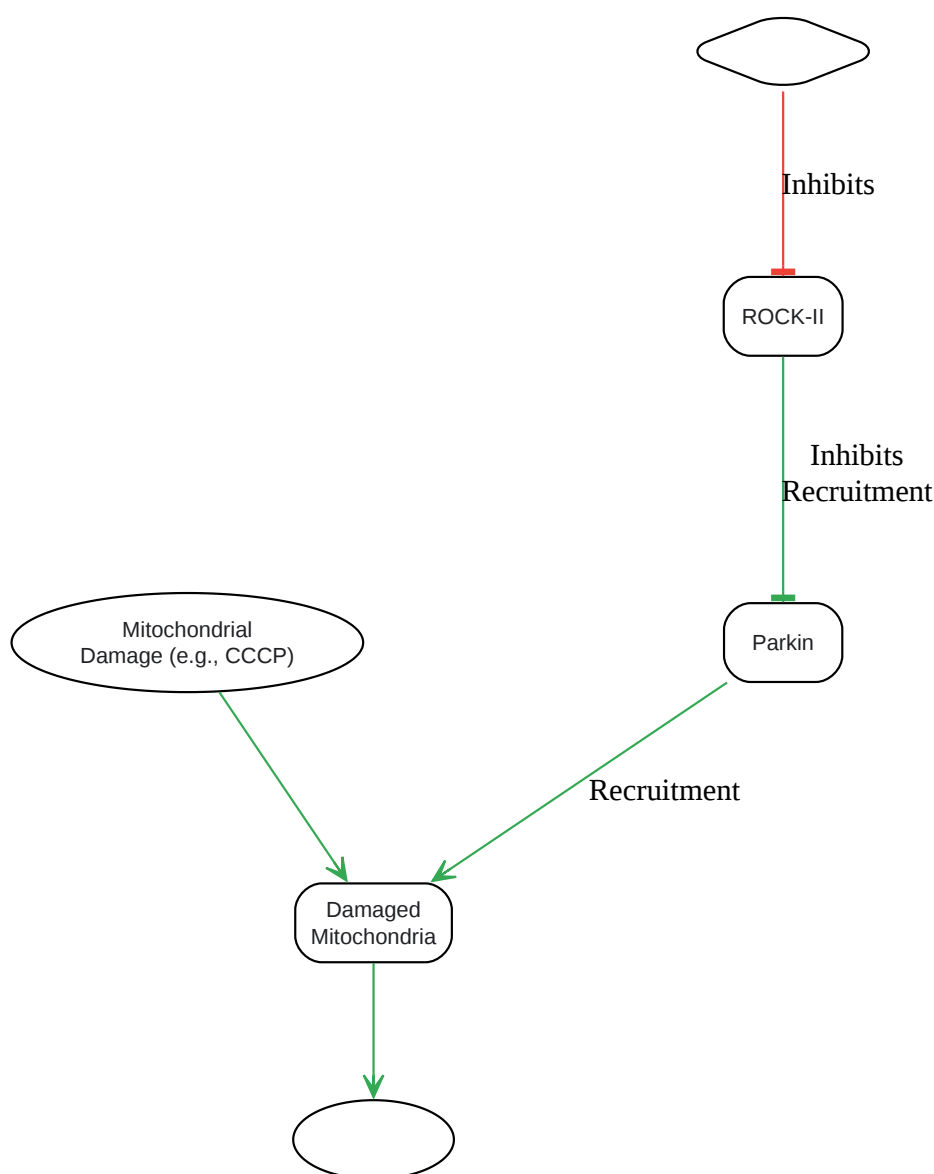 Inhibits
ROCK-II
Inhibits
Recruitment
Mitochondrial
Damage (e.g., CCCP)
Parkin
Recruitment
Damaged
Mitochondria